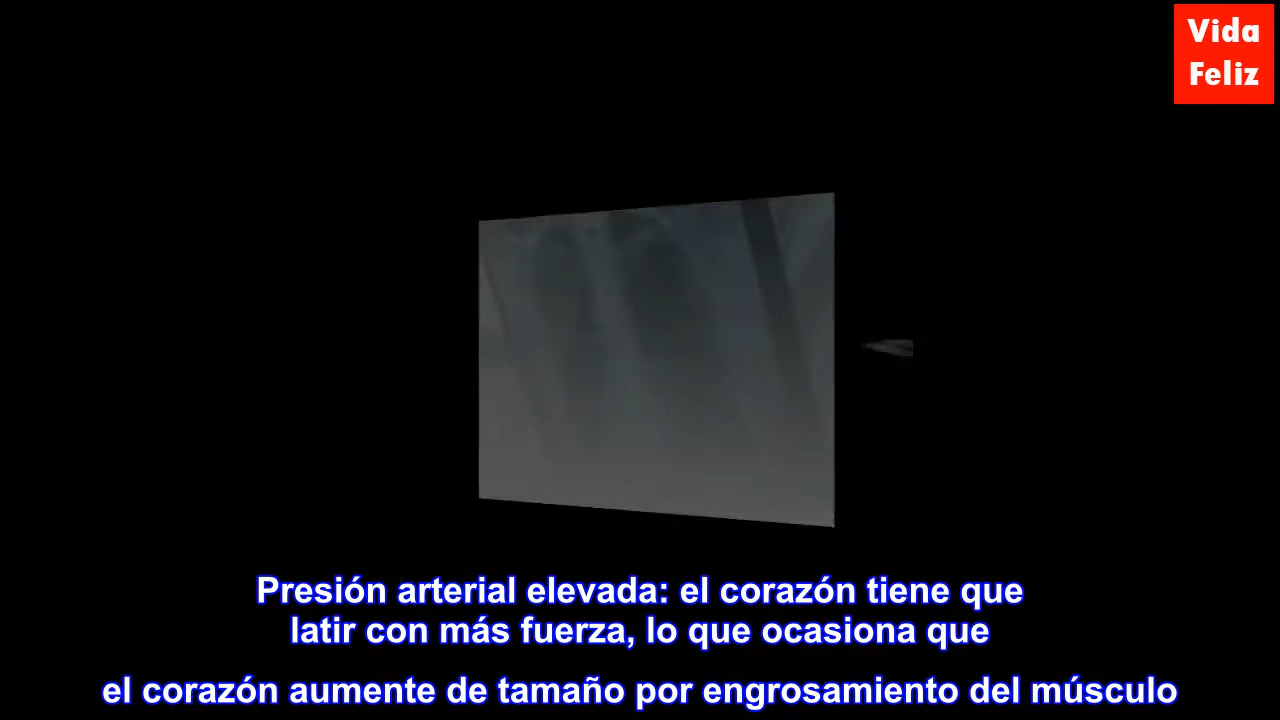 Vida
Feliz
Presión arterial elevada: el corazón tiene que
latir con más fuerza, lo que ocasiona que
el corazón aumente de tamaño por engrosamiento del músculo